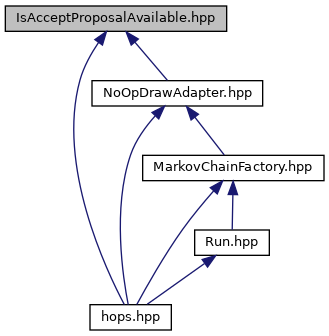 IsAcceptProposalAvailable.hpp
NoOpDrawAdapter.hpp
MarkovChainFactory.hpp
Run.hpp
hops.hpp